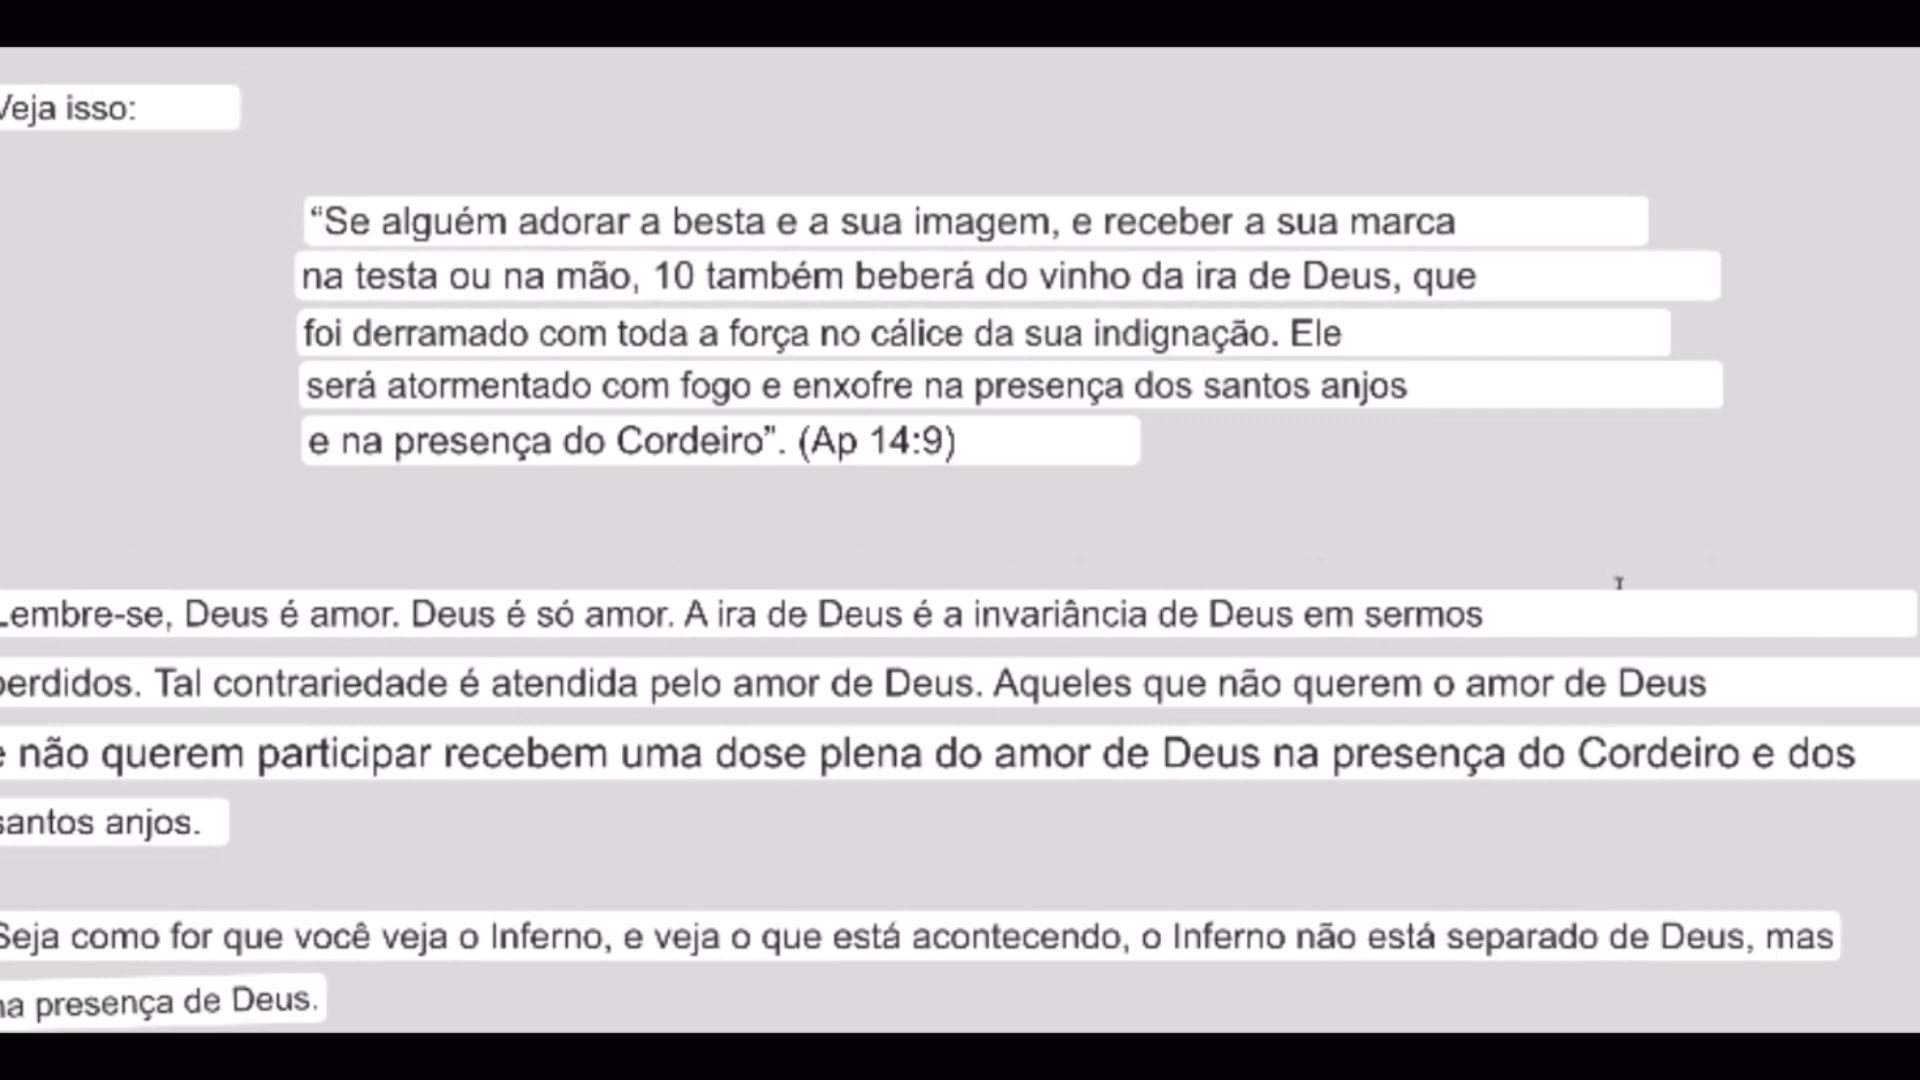 Veja isso:
“Se alguém adorar a besta e a sua imagem, e receber a sua marca
na testa ou na mão, 10 também beberá do vinho da ira de Deus, que
foi derramado com toda a força no cálice da sua indignação. Ele
será atormentado com fogo e enxofre na presença dos santos anjos
e na presença do Cordeiro”. (Ap 14:9)
Lembre-se, Deus é amor. Deus é só amor. A ira de Deus é a invariância de Deus em sermos
perdidos. Tal contrariedade é atendida pelo amor de Deus. Aqueles que não querem o amor de Deus
e não querem participar recebem uma dose plena do amor de Deus na presença do Cordeiro e dos
santos anjos.
Seja como for que você veja o Inferno, e veja o que está acontecendo, o Inferno não está separado de Deus, mas
na presença de Deus.